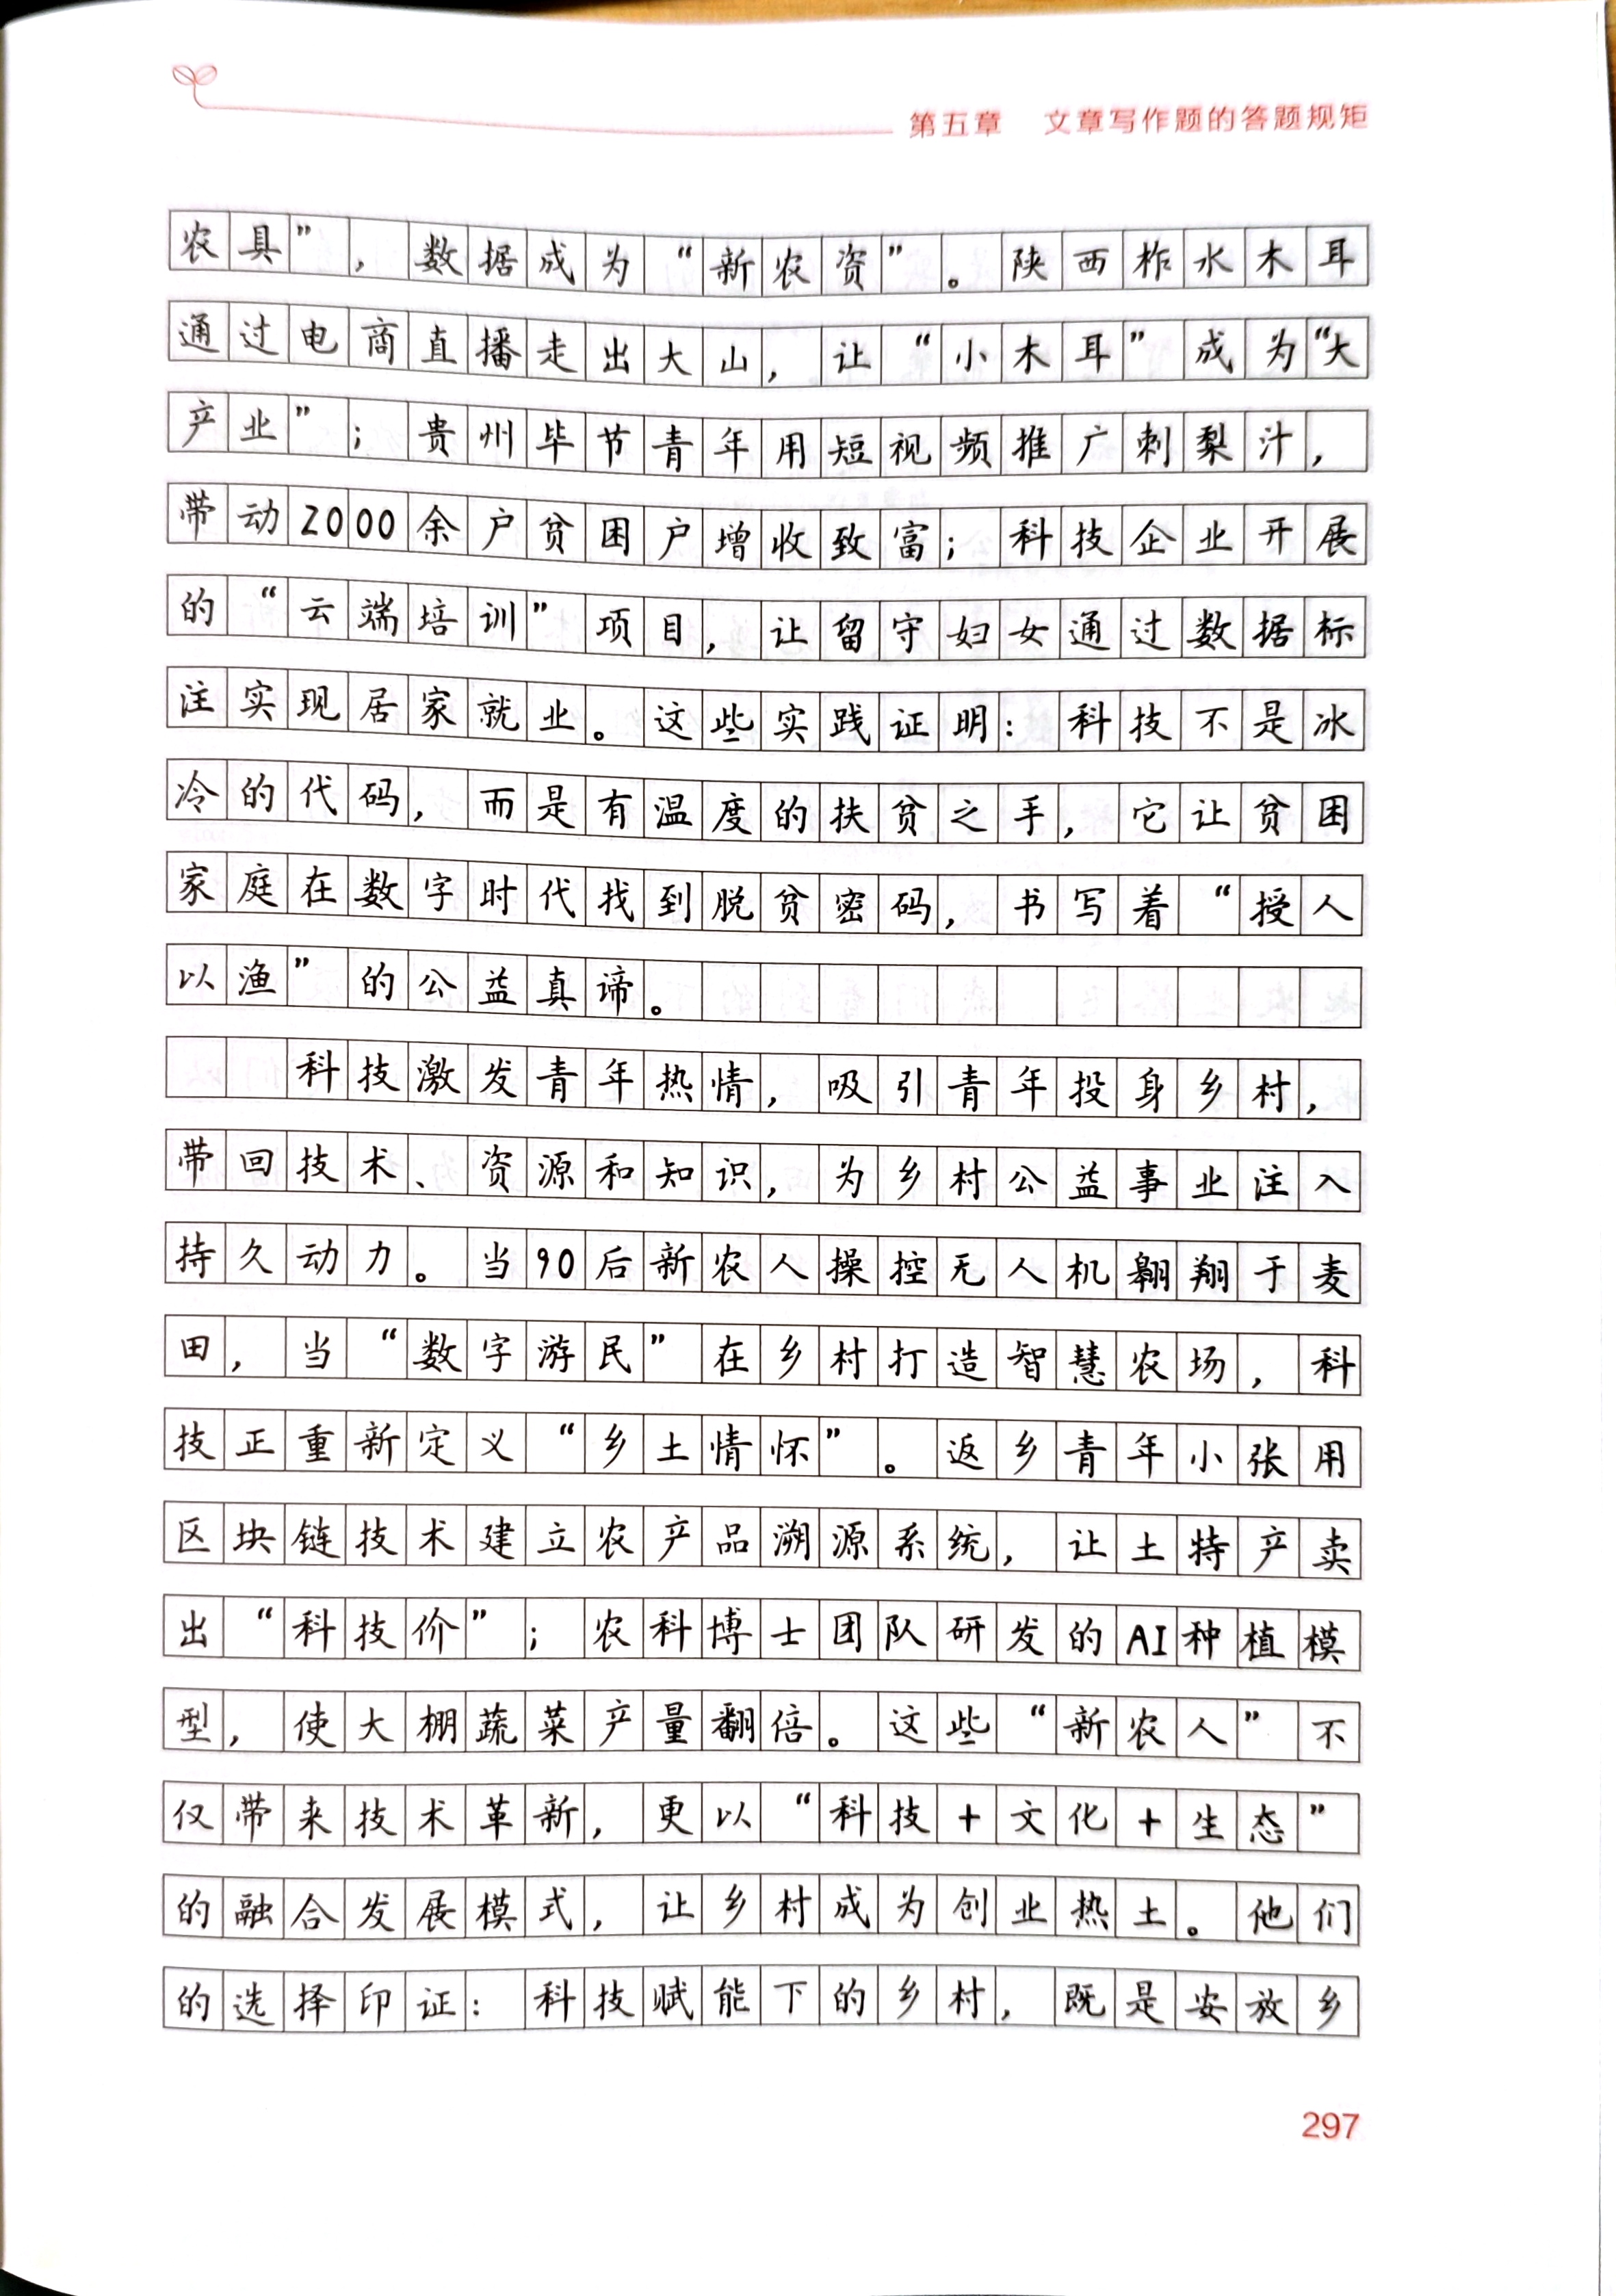 第五章 文章写作题的答题规矩
农具”，数据成为“新农资”。陕西柞水木耳
通过电商直播走出大山，让“小木耳”成为“大
产业”；贵州毕节青年用短视频推广刺梨汁，
带动2000余户贫困户增收致富；科技企业开展
的“云端培训”项目，让留守妇女通过数据标
注实现居家就业。这些实践证明：科技不是冰
冷的代码，而是有温度的扶贫之手，它让贫困
家庭在数字时代找到脱贫密码，书写着“授人
以渔”的公益真谛。
科技激发青年热情，吸引青年投身乡村，
带回技术、资源和知识，为乡村公益事业注入
持久动力。当90后新农人操控无人机翱翔于麦
田，当“数字游民”在乡村打造智慧农场，科
技正重新定义“乡土情怀”。返乡青年小张用
区块链技术建立农产品溯源系统，让土特产卖
出“科技价”；农科博士团队研发的AI种植模
型，使大棚蔬菜产量翻倍。这些“新农人”不
仅带来技术革新，更以“科技+文化+生态”
的融合发展模式，让乡村成为创业热土。他们
的选择印证：科技赋能下的乡村，既是安放乡
297